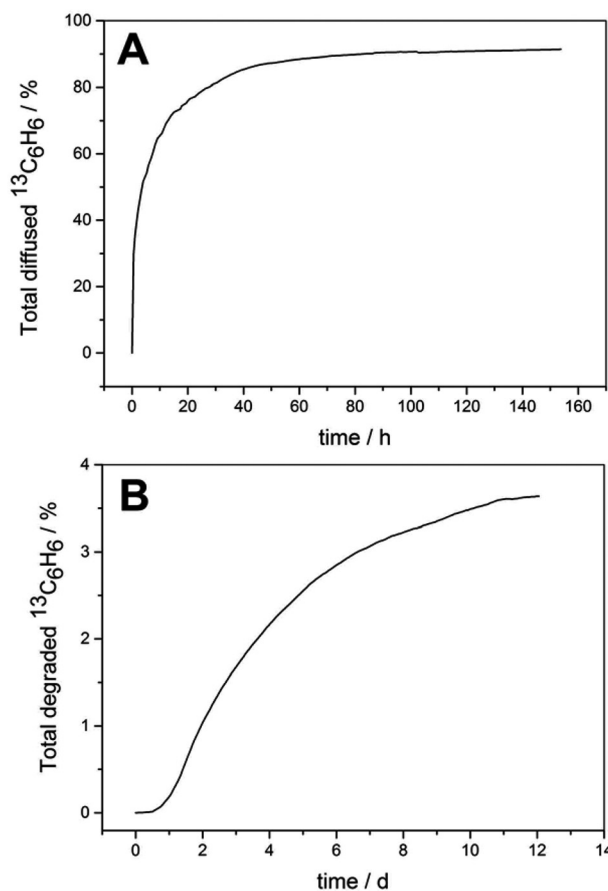 A
Total diffused ¹³C₆H₆ / %
100
80
60
40
20
0
0 20 40 60 80 100 120 140 160
time / h
B
Total degraded ¹³C₆H₆ / %
4
3
2
1
0
0 2 4 6 8 10 12 14
time / d